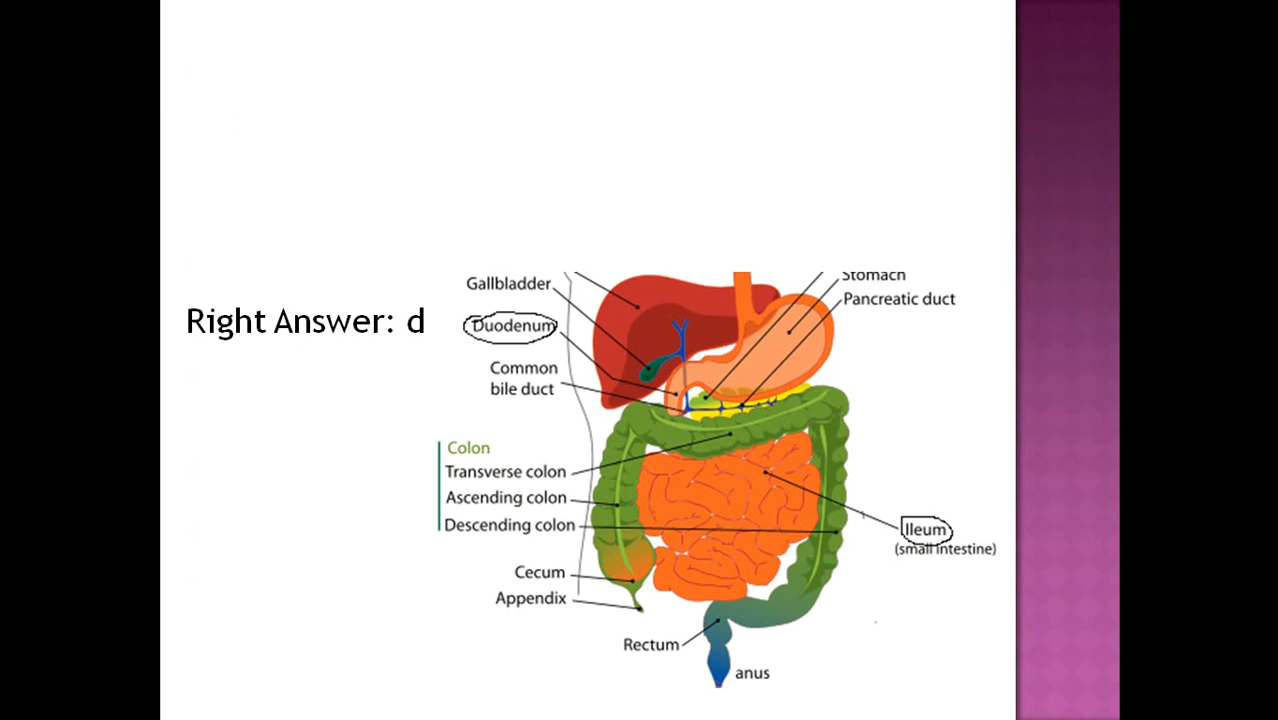 Stomach
Gallbladder
Pancreatic duct
Right Answer: d
Duodenum
Common
bile duct
Colon
Transverse colon
Ascending colon
Descending colon
Ileum
(small intestine)
Cecum
Appendix
Rectum
anus